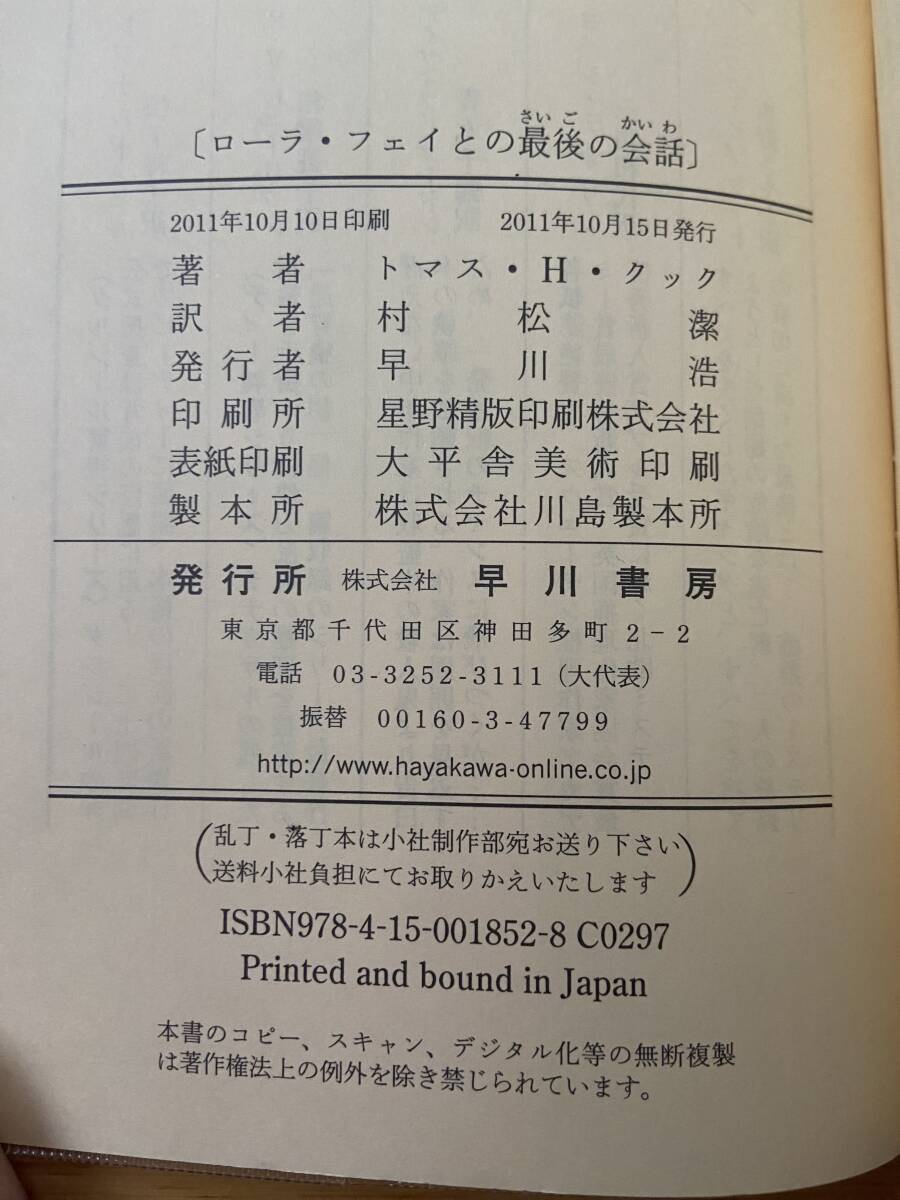 〔ローラ・フェイとの最後の会話〕
2011年10月10日印刷 2011年10月15日発行
著者 トマス・H・クック
訳者 村松潔
発行者 早川浩
印刷所 星野精版印刷株式会社
表紙印刷 大平舎美術印刷
製本所 株式会社川島製本所
発行所 株式会社 早川書房
東京都千代田区神田多町2-2
電話 03-3252-3111(大代表)
振替 00160-3-47799
http://www.hayakawa-online.co.jp
(乱丁・落丁本は小社制作部宛お送り下さい
送料小社負担にてお取りかえいたします)
ISBN978-4-15-001852-8 C0297
Printed and bound in Japan
本書のコピー、スキャン、デジタル化等の無断複製
は著作権法上の例外を除き禁じられています。